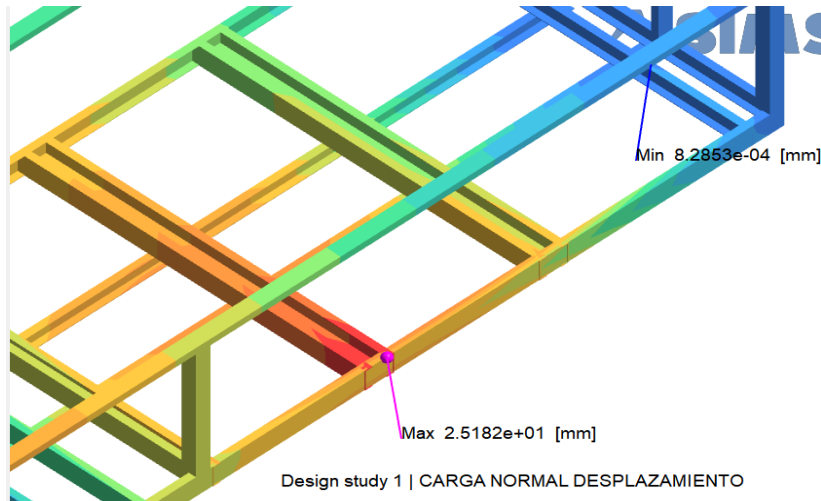 Min 8.2853e-04 [mm]
Max 2.5182e+01 [mm]
Design study 1 | CARGA NORMAL DESPLAZAMIENTO